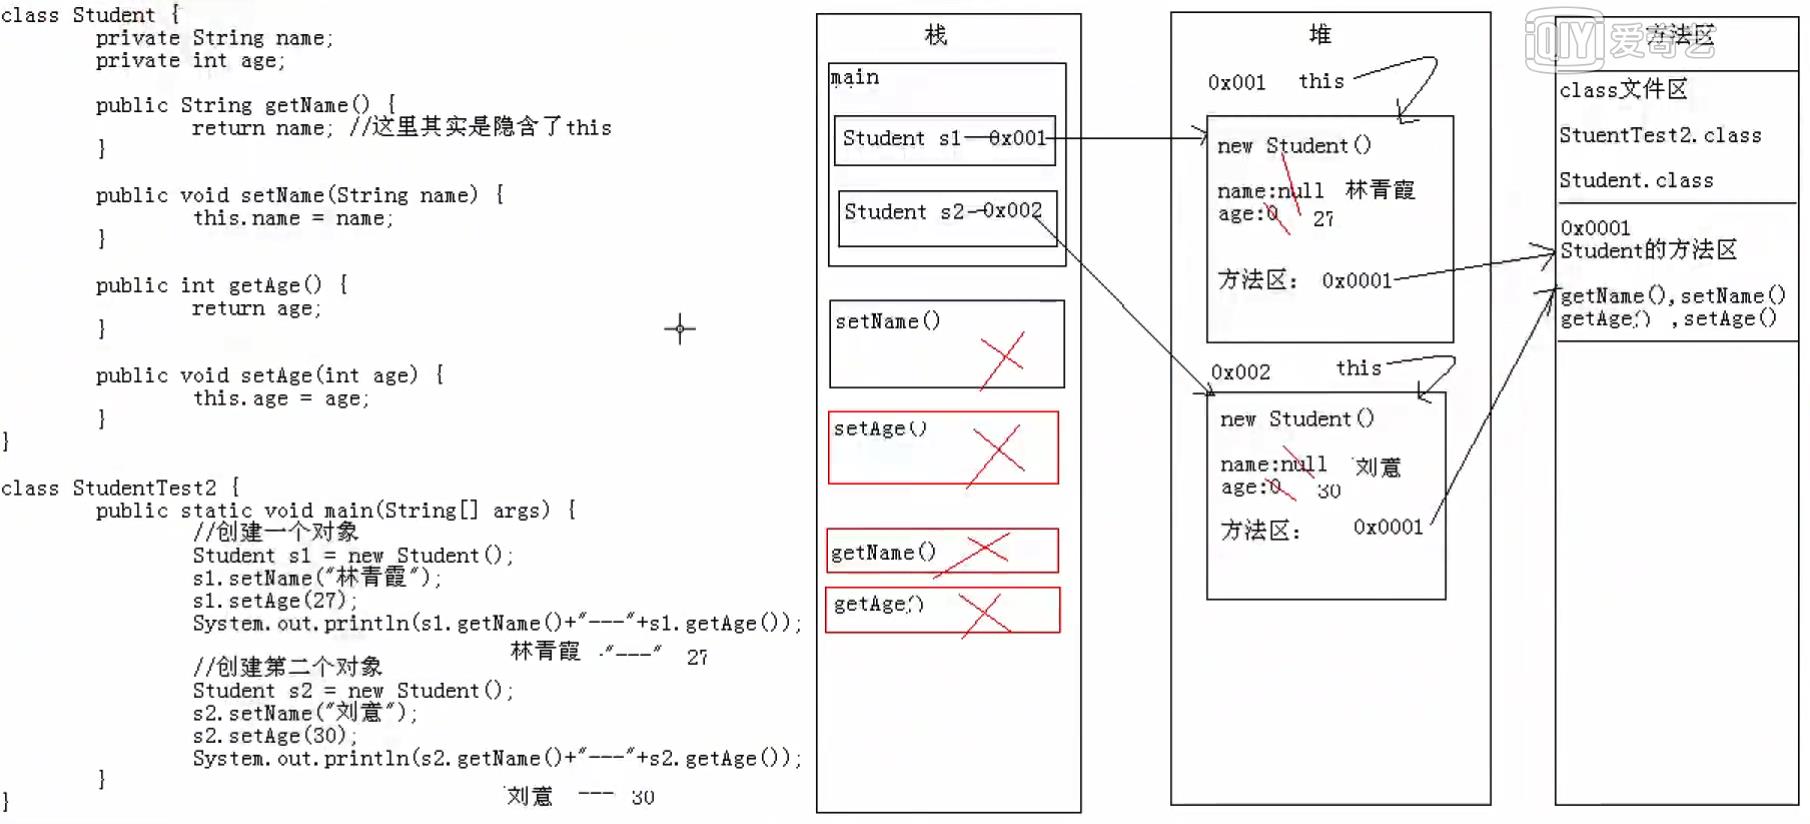 class Student {
private String name;
private int age;
public String getName() {
return name; //这里其实是隐含了this
}
public void setName(String name) {
this.name = name;
}
public int getAge() {
return age;
}
public void setAge(int age) {
this.age = age;
}
}
class StudentTest2 {
public static void main(String[] args) {
//创建一个对象
Student s1 = new Student();
s1.setName("林青霞");
s1.setAge(27);
System.out.println(s1.getName()+"---"+s1.getAge());
林青霞 "---" 27
//创建第二个对象
Student s2 = new Student();
s2.setName("刘意");
s2.setAge(30);
System.out.println(s2.getName()+"---"+s2.getAge());
}
刘意 --- 30
}
栈
main
Student s1--0x001
Student s2--0x002
setName()
setAge()
getName()
getAge()
堆
0x001 this
new Student()
name:null 林青霞
age:0 27
方法区: 0x0001
0x002 this
new Student()
name:null 刘意
age:0 30
方法区: 0x0001
方法区
QIY 爱奇艺
class文件区
StuentTest2.class
Student.class
0x0001
Student的方法区
getName(),setName()
getAge() ,setAge()